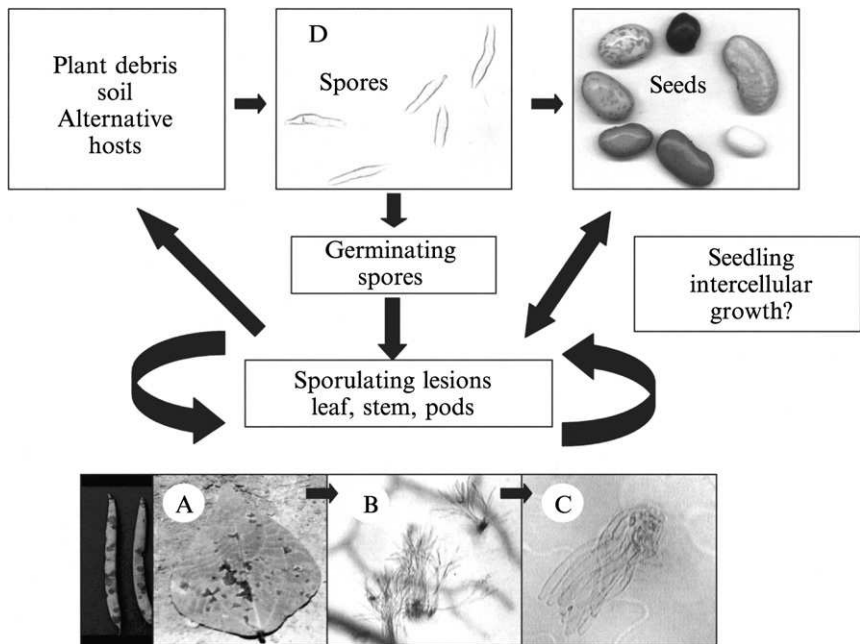 Plant debris
soil
Alternative
hosts
D
Spores
Seeds
Germinating
spores
Seedling
intercellular
growth?
Sporulating lesions
leaf, stem, pods
A
B
C